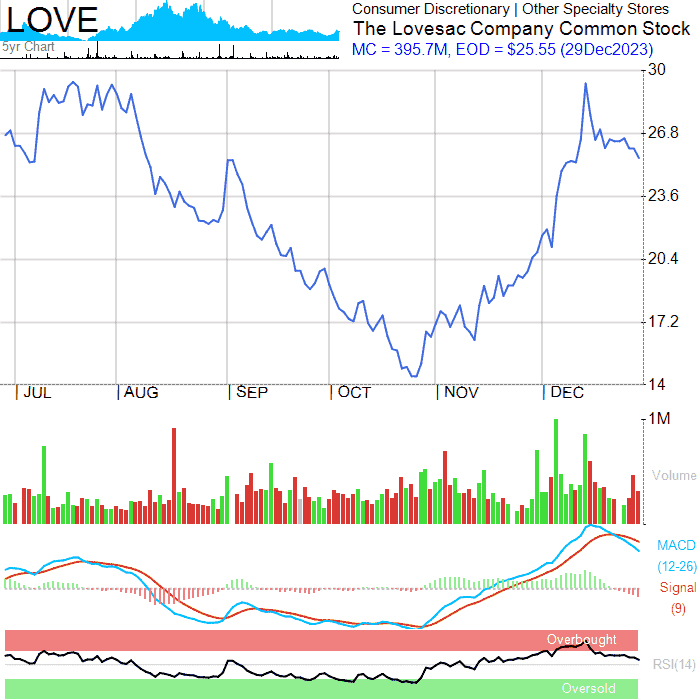 LOVE
5yr Chart
Consumer Discretionary | Other Specialty Stores
The Lovesac Company Common Stock
MC = 395.7M, EOD = $25.55 (29Dec2023)
30
26.8
23.6
20.4
17.2
14
| JUL | AUG | SEP | OCT | NOV | DEC
1M
Volume
MACD
(12-26)
Signal
(9)
Overbought
RSI(14)
Oversold